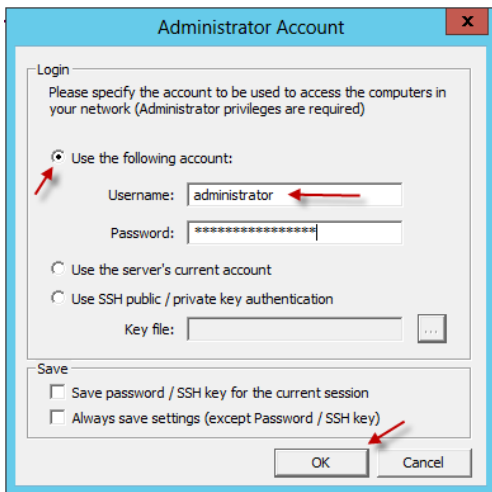 Administrator Account
x
Login
Please specify the account to be used to access the computers in
your network (Administrator privileges are required)
Use the following account:
Username: administrator
Password: ****************
Use the server's current account
Use SSH public / private key authentication
Key file: ...
Save
Save password / SSH key for the current session
Always save settings (except Password / SSH key)
OK Cancel